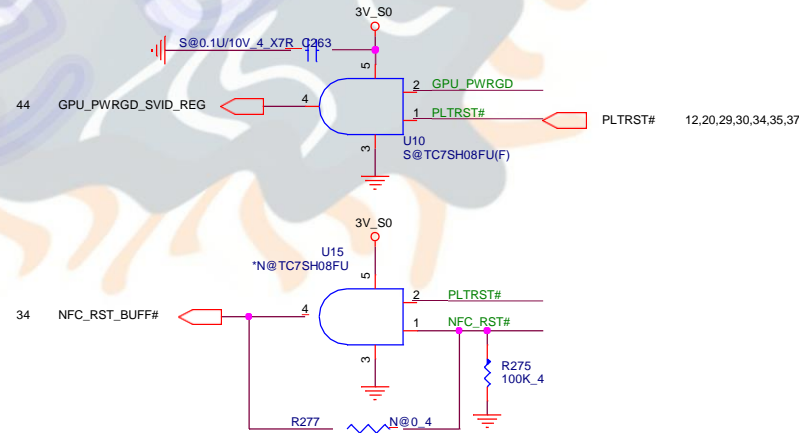 3V_S0
S@0.1U/10V_4_X7R C263
5
44 GPU_PWRGD_SVID_REG 4 2 GPU_PWRGD
1 PLTRST# PLTRST# 12,20,29,30,34,35,37
3 U10
S@TC7SH08FU(F)
3V_S0
U15
*N@TC7SH08FU
5
2 PLTRST#
34 NFC_RST_BUFF# 4 1 NFC_RST#
3
R275
100K_4
R277 N@0_4